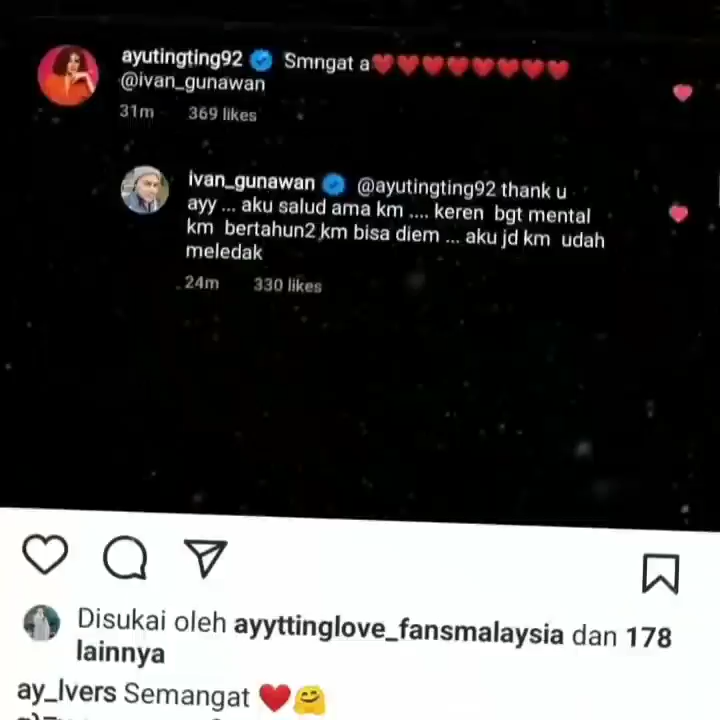 ayutingting92 Smngat a❤️❤️❤️❤️❤️❤️❤️❤️
@ivan_gunawan
31m 369 likes
ivan_gunawan @ayutingting92 thank u
ayy ... aku salud ama km .... keren bgt mental
km bertahun2 km bisa diem ... aku jd km udah
meledak
24m 330 likes
Disukai oleh ayyttinglove_fansmalaysia dan 178
lainnya
ay_lvers Semangat ❤️🤗